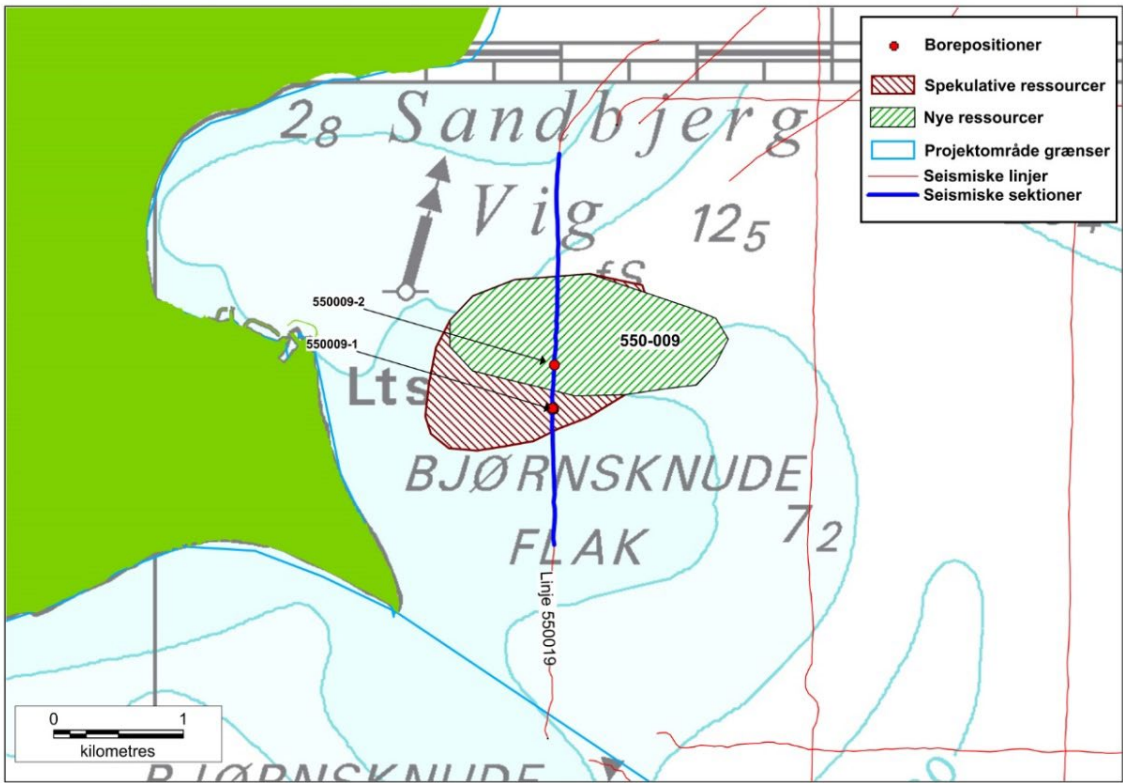 Borepositioner
Spekulative ressourcer
Nye ressourcer
Projektområde grænser
Seismiske linjer
Seismiske sektioner
2₈
Sandbjerg
Vig
12₅
fS
550009-2
550-009
550009-1
Lts
BJØRNSKNUDE
FLAK
7₂
Linje 550019
0 1
kilometres
BJØRNSKNUDE